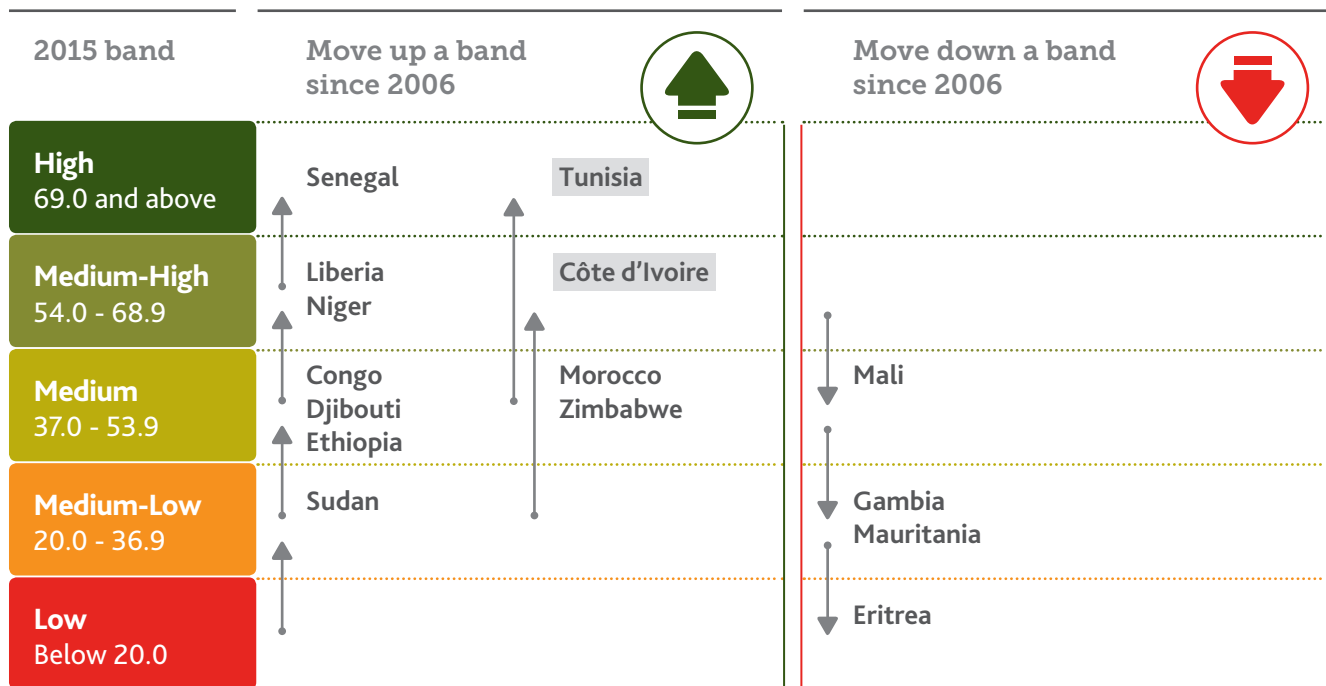 2015 band
Move up a band
since 2006
Move down a band
since 2006
High
69.0 and above
Senegal
Tunisia
Medium-High
54.0 - 68.9
Liberia
Niger
Côte d’Ivoire
Medium
37.0 - 53.9
Congo
Djibouti
Ethiopia
Morocco
Zimbabwe
Mali
Medium-Low
20.0 - 36.9
Sudan
Gambia
Mauritania
Low
Below 20.0
Eritrea